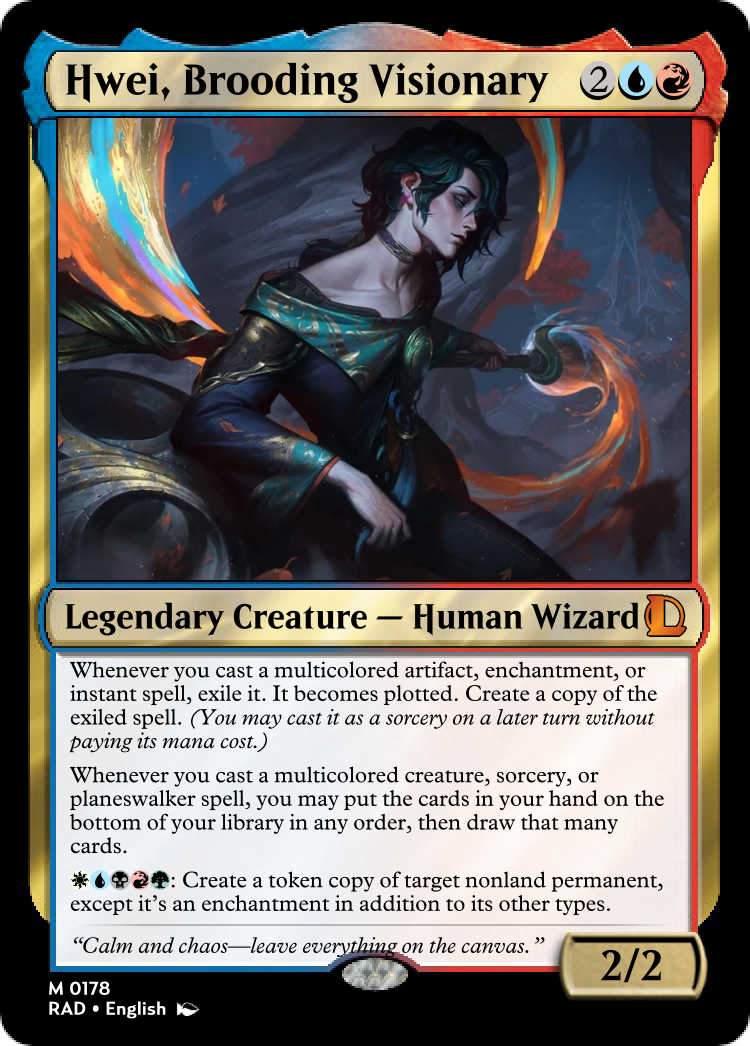 Hwei, Brooding Visionary 2
Legendary Creature — Human Wizard
Whenever you cast a multicolored artifact, enchantment, or
instant spell, exile it. It becomes plotted. Create a copy of the
exiled spell. (You may cast it as a sorcery on a later turn without
paying its mana cost.)
Whenever you cast a multicolored creature, sorcery, or
planeswalker spell, you may put the cards in your hand on the
bottom of your library in any order, then draw that many
cards.
: Create a token copy of target nonland permanent,
except it’s an enchantment in addition to its other types.
“Calm and chaos—leave everything on the canvas.”
2/2
M 0178
RAD • English